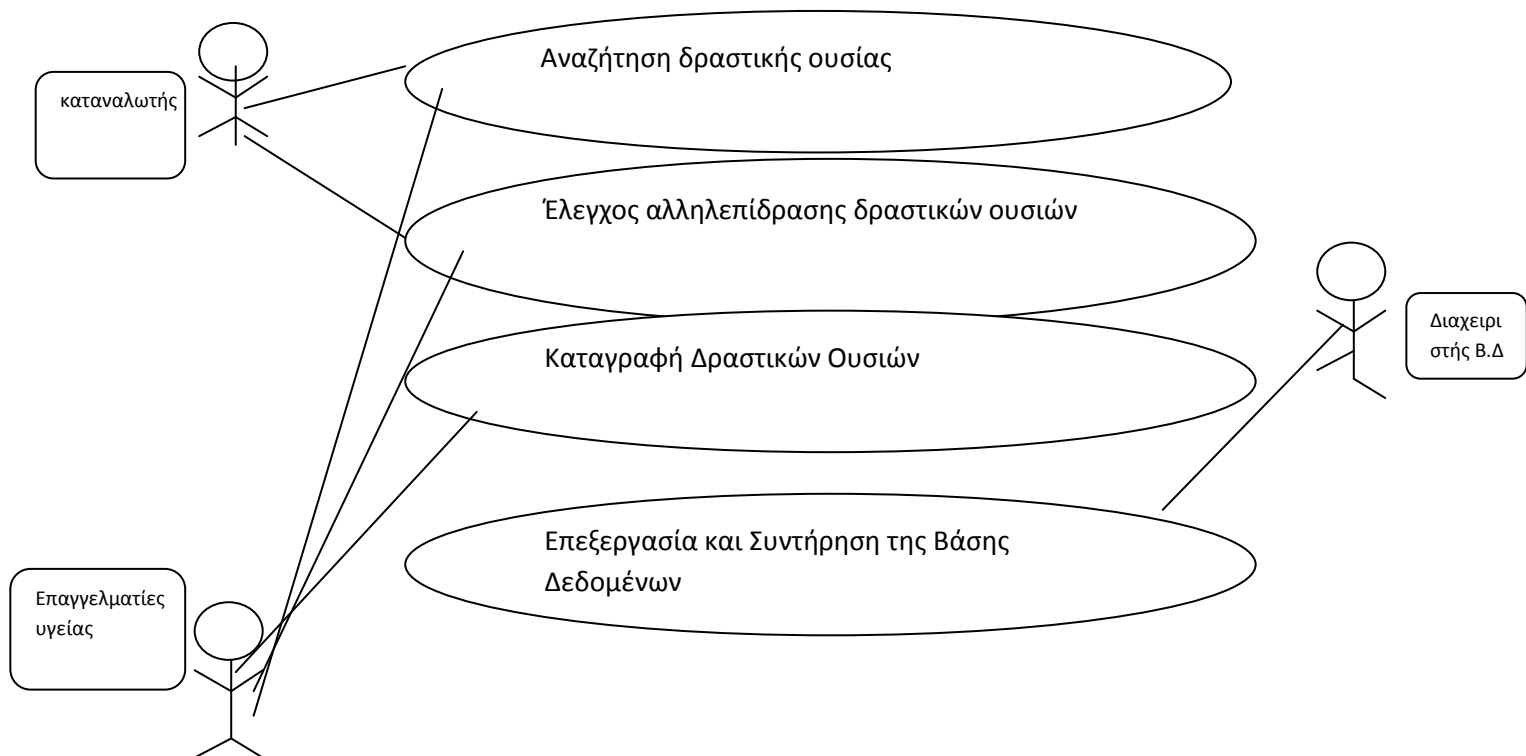 Αναζήτηση δραστικής ουσίας
καταναλωτής
Έλεγχος αλληλεπίδρασης δραστικών ουσιών
Διαχειρι
στής Β.Δ
Καταγραφή Δραστικών Ουσιών
Επεξεργασία και Συντήρηση της Βάσης
Δεδομένων
Επαγγελματίες
υγείας